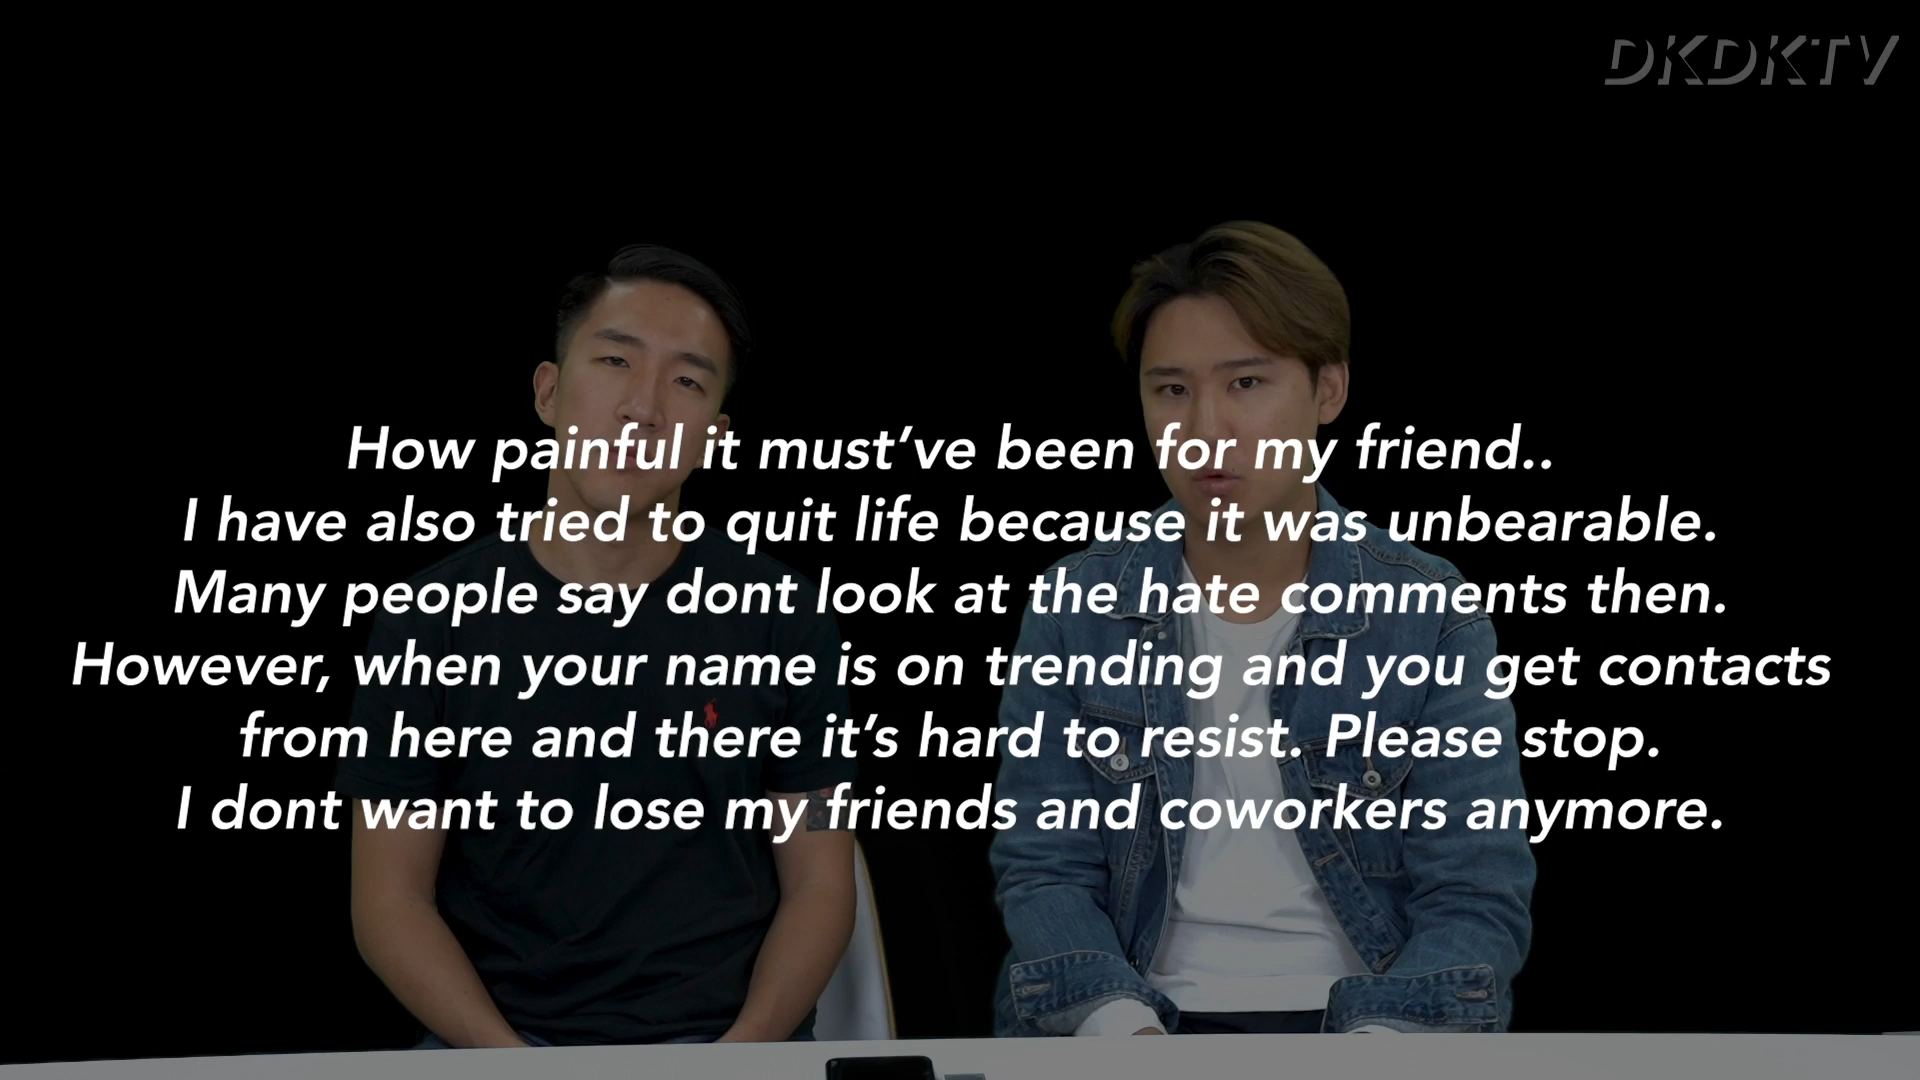 DKDKTV
How painful it must’ve been for my friend..
I have also tried to quit life because it was unbearable.
Many people say dont look at the hate comments then.
However, when your name is on trending and you get contacts
from here and there it’s hard to resist. Please stop.
I dont want to lose my friends and coworkers anymore.